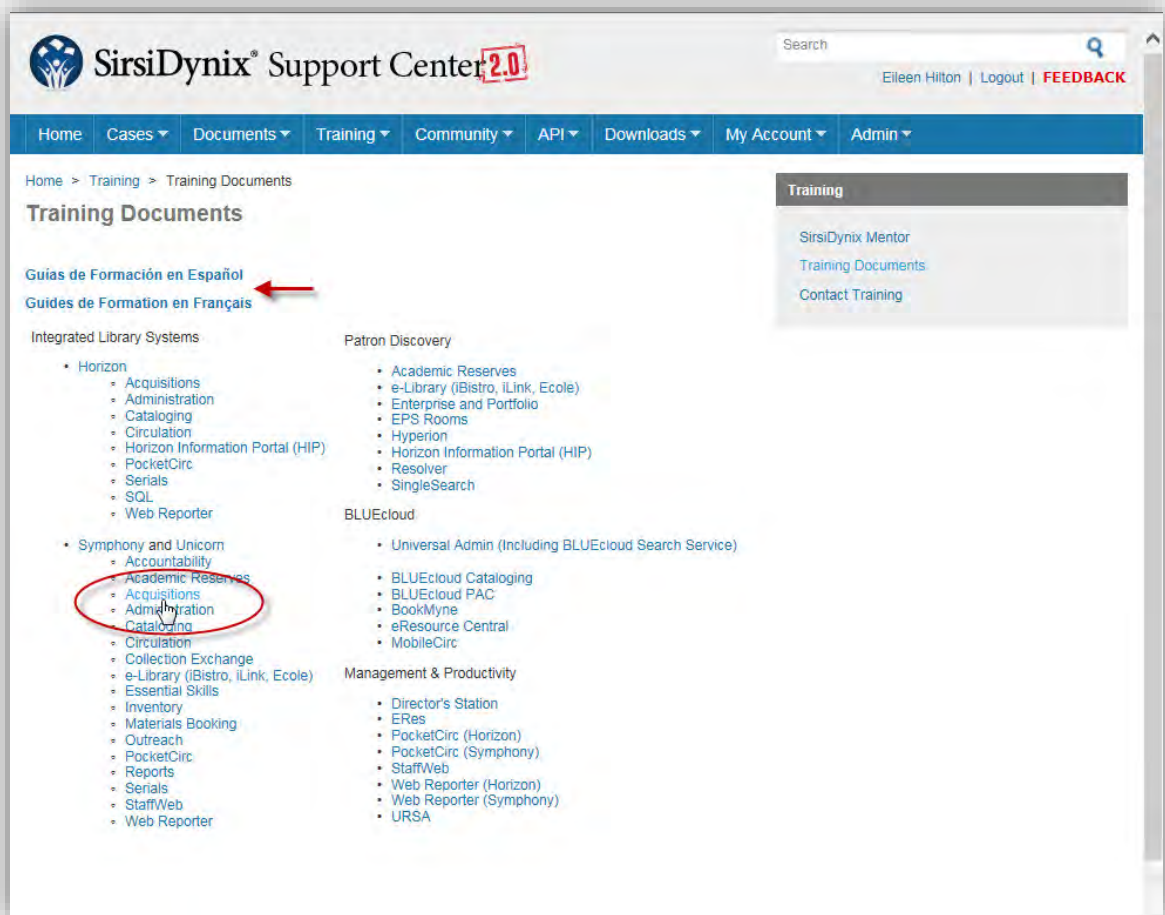 SirsiDynix® Support Center 2.0
Search
Eileen Hilton | Logout | FEEDBACK
Home Cases Documents Training Community API Downloads My Account Admin
Home > Training > Training Documents
Training Documents
Guías de Formación en Español
Guides de Formation en Français
Integrated Library Systems
• Horizon
Acquisitions
Administration
Cataloging
Circulation
Horizon Information Portal (HIP)
PocketCirc
Serials
SQL
Web Reporter
• Symphony and Unicorn
Accountability
Academic Reserves
Acquisitions
Administration
Cataloging
Circulation
Collection Exchange
e-Library (iBistro, iLink, Ecole)
Essential Skills
Inventory
Materials Booking
Outreach
PocketCirc
Reports
Serials
StaffWeb
Web Reporter
Patron Discovery
• Academic Reserves
• e-Library (iBistro, iLink, Ecole)
• Enterprise and Portfolio
• EPS Rooms
• Hyperion
• Horizon Information Portal (HIP)
• Resolver
• SingleSearch
BLUEcloud
• Universal Admin (Including BLUEcloud Search Service)
• BLUEcloud Cataloging
• BLUEcloud PAC
• BookMyne
• eResource Central
• MobileCirc
Management & Productivity
• Director's Station
• ERes
• PocketCirc (Horizon)
• PocketCirc (Symphony)
• StaffWeb
• Web Reporter (Horizon)
• Web Reporter (Symphony)
• URSA
Training
SirsiDynix Mentor
Training Documents
Contact Training